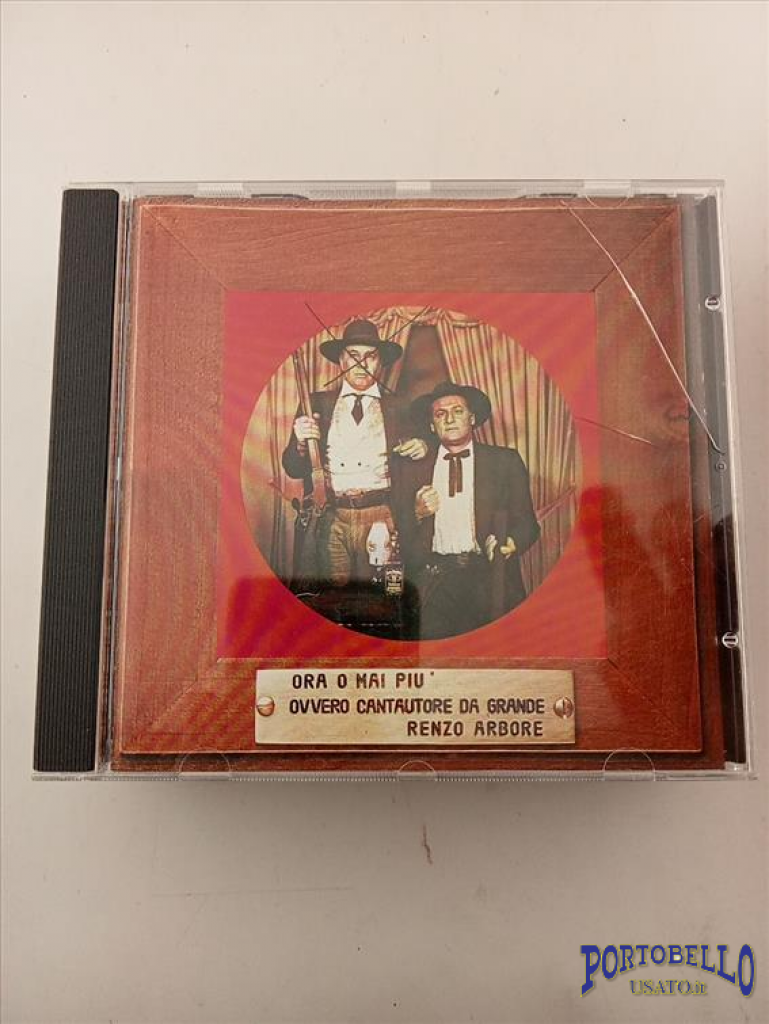 ORA O MAI PIU'
OVVERO CANTAUTORE DA GRANDE
RENZO ARBORE
PORTOBELLO
USATO.it